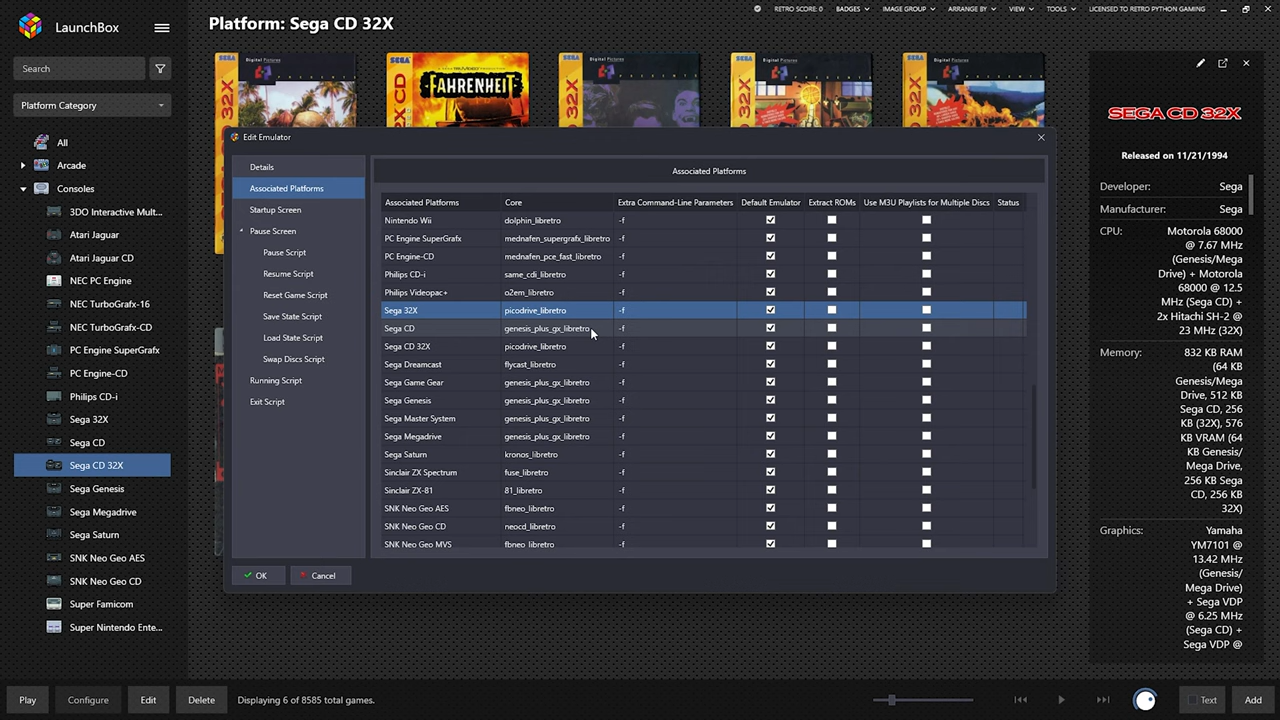 LaunchBox
Platform: Sega CD 32X
RETRO SCORE: 0
BADGES
IMAGE GROUP
ARRANGE BY
VIEW
TOOLS
LICENSED TO RETRO PYTHON GAMING
Search
Platform Category
All
Arcade
Consoles
3DO Interactive Mult...
Atari Jaguar
Atari Jaguar CD
NEC PC Engine
NEC TurboGrafx-16
NEC TurboGrafx-CD
PC Engine SuperGrafx
PC Engine-CD
Philips CD-i
Sega 32X
Sega CD
Sega CD 32X
Sega Genesis
Sega Megadrive
Sega Saturn
SNK Neo Geo AES
SNK Neo Geo CD
Super Famicom
Super Nintendo Ente...
Digital Pictures
PRESENTS
SEGA
FAHRENHEIT
Digital Pictures
PRESENTS
Digital Pictures
PRESENTS
Digital Pictures
PRESENTS
Edit Emulator
Details
Associated Platforms
Startup Screen
Pause Screen
Pause Script
Resume Script
Reset Game Script
Save State Script
Load State Script
Swap Discs Script
Running Script
Exit Script
Associated Platforms
Associated Platforms Core Extra Command-Line Parameters Default Emulator Extract ROMs Use M3U Playlists for Multiple Discs Status
Nintendo Wii dolphin_libretro -f
PC Engine SuperGrafx mednafen_supergrafx_libretro -f
PC Engine-CD mednafen_pce_fast_libretro -f
Philips CD-i same_cdi_libretro -f
Philips Videopac+ o2em_libretro -f
Sega 32X picodrive_libretro -f
Sega CD genesis_plus_gx_libretro -f
Sega CD 32X picodrive_libretro -f
Sega Dreamcast flycast_libretro -f
Sega Game Gear genesis_plus_gx_libretro -f
Sega Genesis genesis_plus_gx_libretro -f
Sega Master System genesis_plus_gx_libretro -f
Sega Megadrive genesis_plus_gx_libretro -f
Sega Saturn kronos_libretro -f
Sinclair ZX Spectrum fuse_libretro -f
Sinclair ZX-81 81_libretro -f
SNK Neo Geo AES fbneo_libretro -f
SNK Neo Geo CD neocd_libretro -f
SNK Neo Geo MVS fbneo_libretro -f
OK
Cancel
SEGA CD 32X
Released on 11/21/1994
Developer: Sega
Manufacturer: Sega
CPU: Motorola 68000
@ 7.67 MHz
(Genesis/Mega
Drive) + Motorola
68000 @ 12.5
MHz (Sega CD) +
2x Hitachi SH-2 @
23 MHz (32X)
Memory: 832 KB RAM
(64 KB
Genesis/Mega
Drive, 512 KB
Sega CD, 256
KB (32X), 576
KB VRAM (64
KB Genesis/
Mega Drive,
256 KB Sega
CD, 256 KB
32X)
Graphics: Yamaha
YM7101 @
13.42 MHz
(Genesis/
Mega Drive)
+ Sega VDP
@ 6.25 MHz
(Sega CD) +
Sega VDP @
Play
Configure
Edit
Delete
Displaying 6 of 8585 total games.
Text
Add